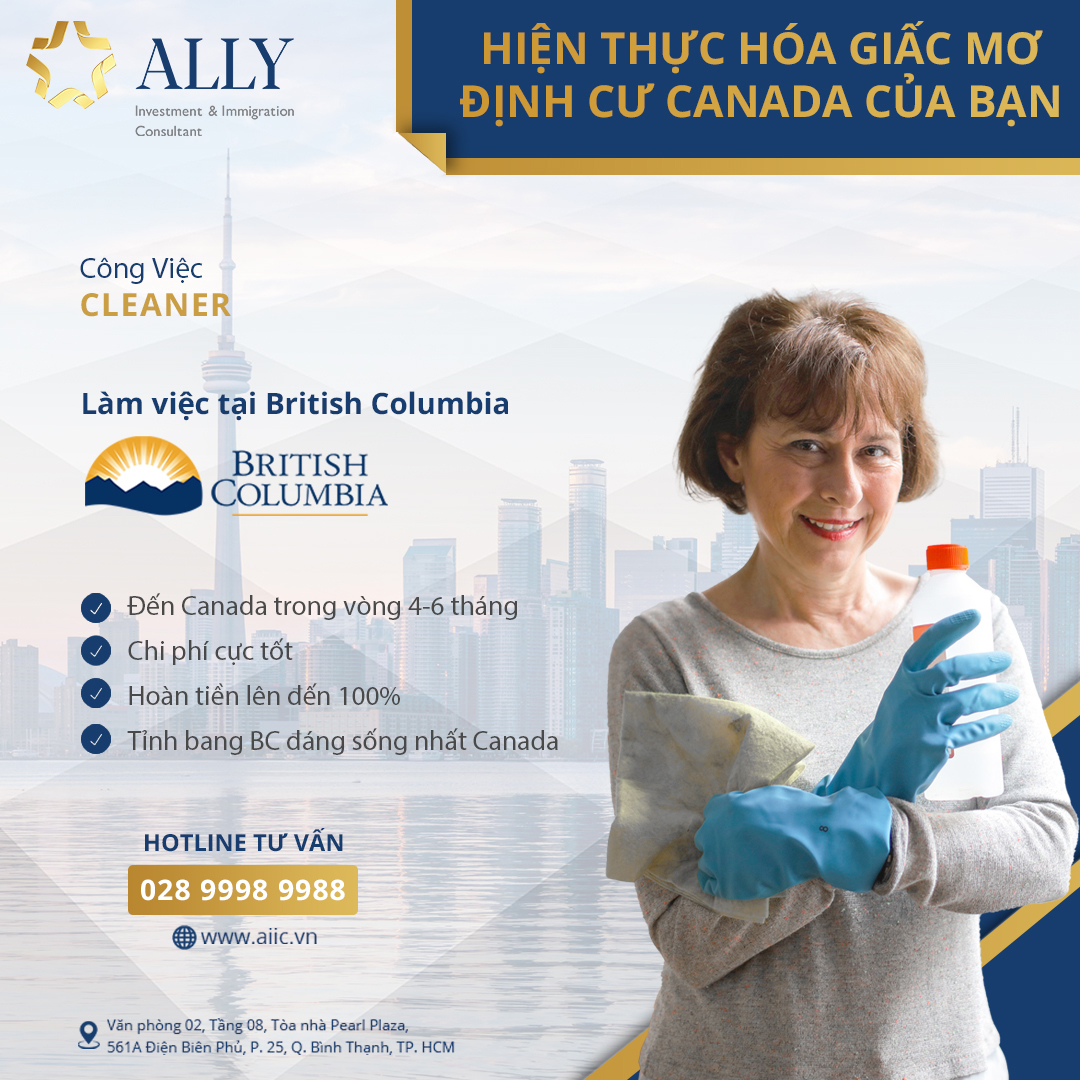 ALLY
Investment & Immigration
Consultant
HIỆN THỰC HÓA GIẤC MƠ
ĐỊNH CƯ CANADA CỦA BẠN
Công Việc
CLEANER
Làm việc tại British Columbia
BRITISH
COLUMBIA
Đến Canada trong vòng 4-6 tháng
Chi phí cực tốt
Hoàn tiền lên đến 100%
Tỉnh bang BC đáng sống nhất Canada
HOTLINE TƯ VẤN
028 9998 9988
www.aiic.vn
Văn phòng 02, Tầng 08, Tòa nhà Pearl Plaza,
561A Điện Biên Phủ, P. 25, Q. Bình Thạnh, TP. HCM